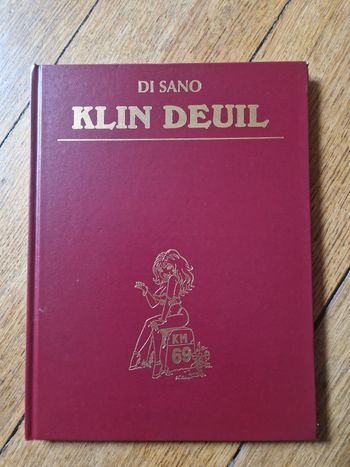 DI SANO
KLIN DEUIL
KM
69